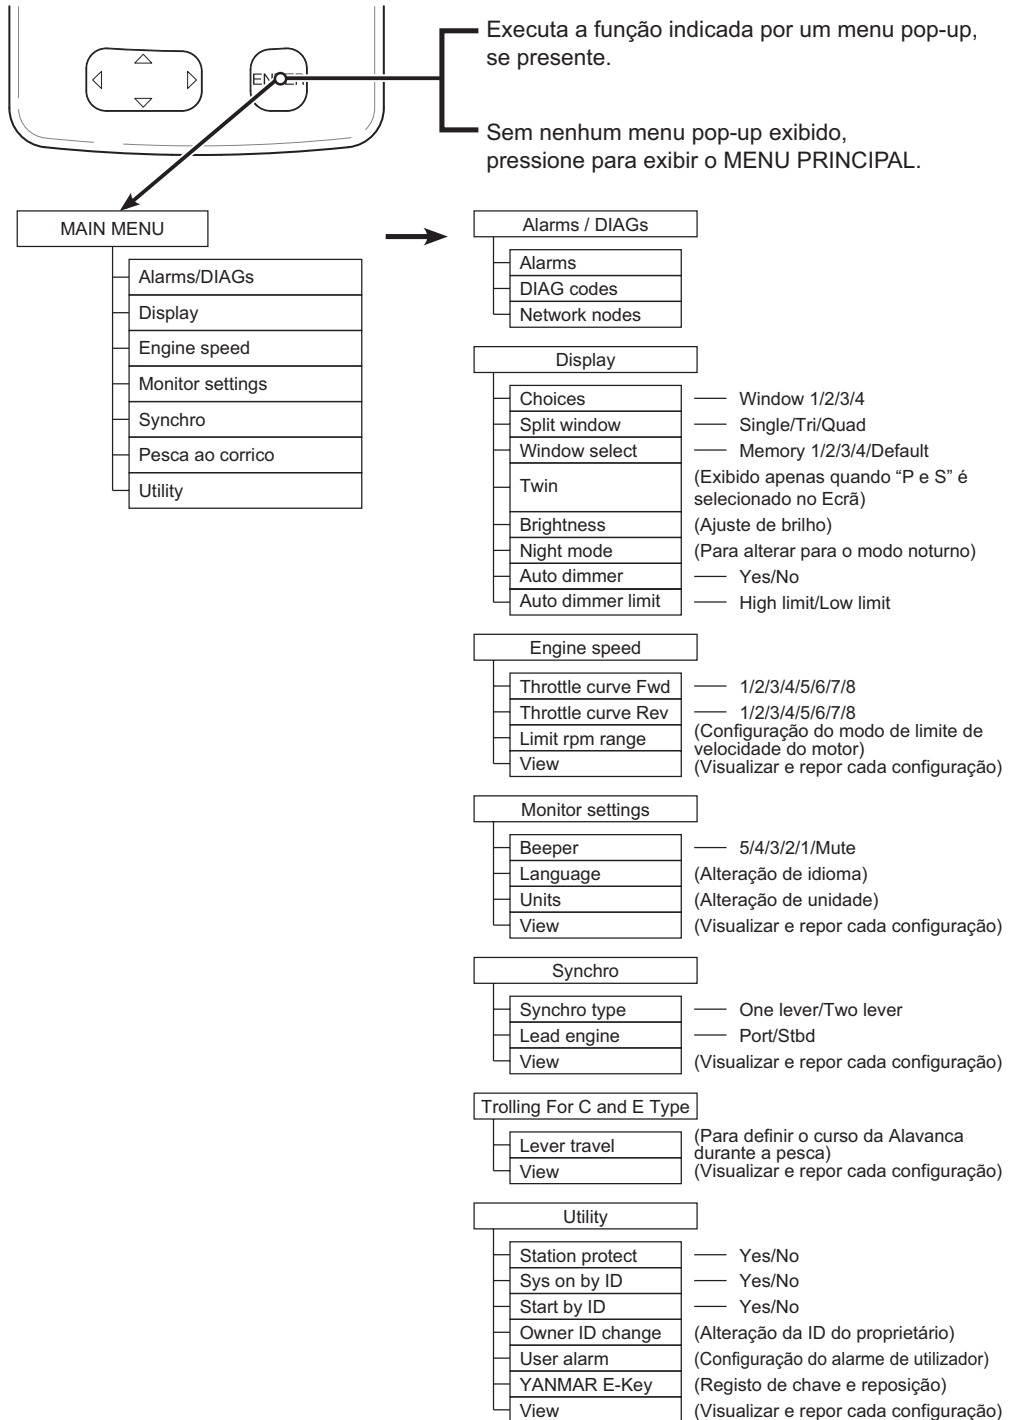 Executa a função indicada por um menu pop-up,
se presente.
ENTER
Sem nenhum menu pop-up exibido,
pressione para exibir o MENU PRINCIPAL.
MAIN MENU
Alarms/DIAGs
Display
Engine speed
Monitor settings
Synchro
Pesca ao corrico
Utility
Alarms / DIAGs
Alarms
DIAG codes
Network nodes
Display
Choices Window 1/2/3/4
Split window Single/Tri/Quad
Window select Memory 1/2/3/4/Default
Twin (Exibido apenas quando “P e S” é
selecionado no Ecrã)
Brightness (Ajuste de brilho)
Night mode (Para alterar para o modo noturno)
Auto dimmer Yes/No
Auto dimmer limit High limit/Low limit
Engine speed
Throttle curve Fwd 1/2/3/4/5/6/7/8
Throttle curve Rev 1/2/3/4/5/6/7/8
Limit rpm range (Configuração do modo de limite de
velocidade do motor)
View (Visualizar e repor cada configuração)
Monitor settings
Beeper 5/4/3/2/1/Mute
Language (Alteração de idioma)
Units (Alteração de unidade)
View (Visualizar e repor cada configuração)
Synchro
Synchro type One lever/Two lever
Lead engine Port/Stbd
View (Visualizar e repor cada configuração)
Trolling For C and E Type
Lever travel (Para definir o curso da Alavanca
durante a pesca)
View (Visualizar e repor cada configuração)
Utility
Station protect Yes/No
Sys on by ID Yes/No
Start by ID Yes/No
Owner ID change (Alteração da ID do proprietário)
User alarm (Configuração do alarme de utilizador)
YANMAR E-Key (Registo de chave e reposição)
View (Visualizar e repor cada configuração)